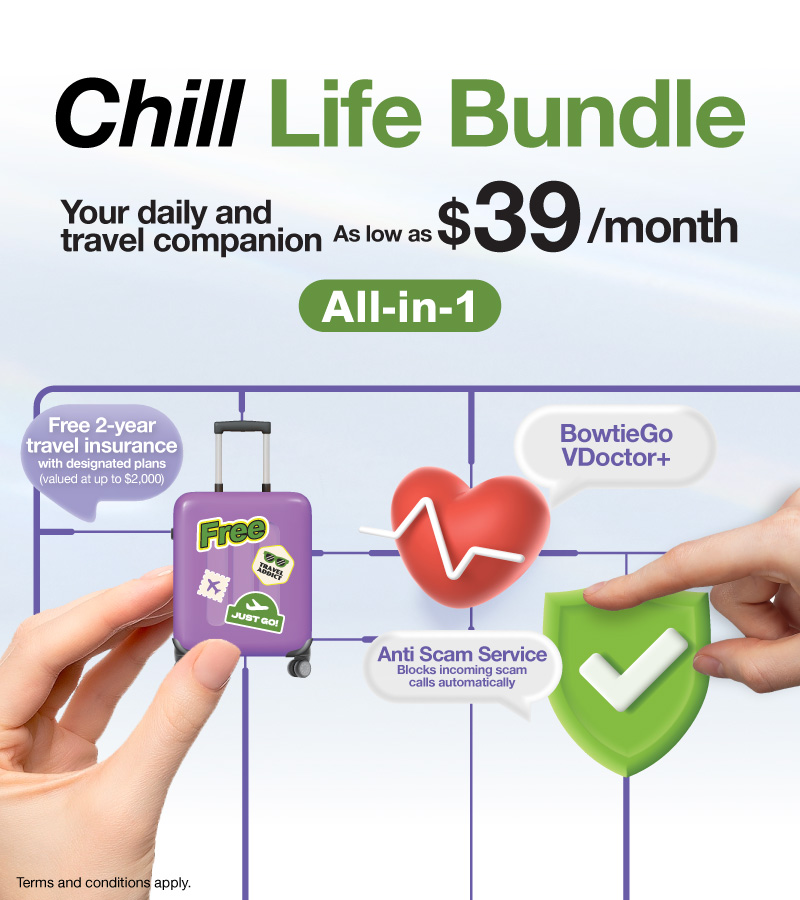 Chill Life Bundle
Your daily and
travel companion
As low as $39/month
All-in-1
Free 2-year
travel insurance
with designated plans
(valued at up to $2,000)
BowtieGo
VDoctor+
Free
TRAVEL
ADDICT
JUST GO!
Anti Scam Service
Blocks incoming scam
calls automatically
Terms and conditions apply.